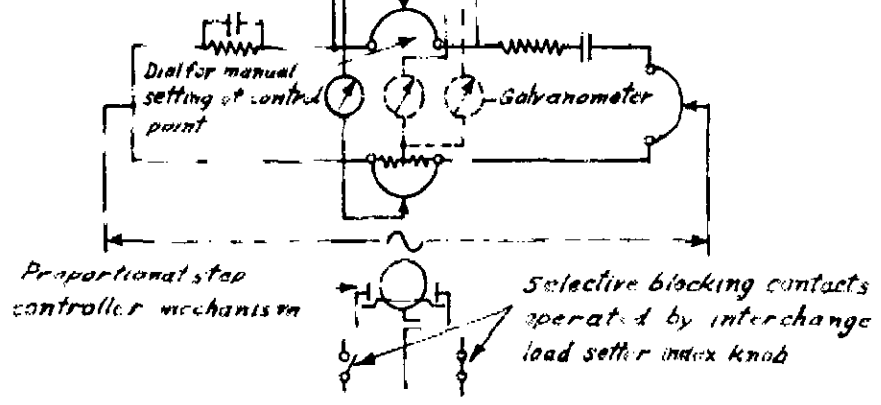 Dial for manual
setting of control
point
Galvanometer
Proportional step
controller mechanism
Selective blocking contacts
operated by interchange
load setter index knob